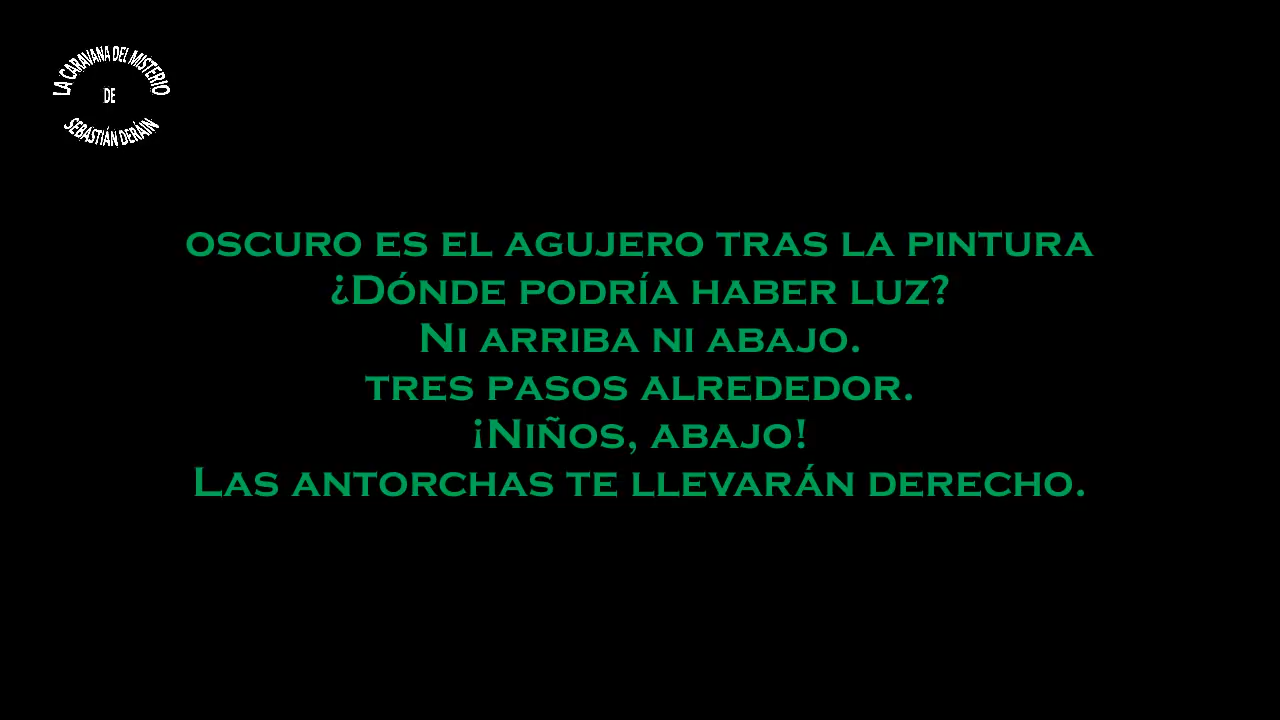 LA CARAVANA DEL MISTERIO
DE
SEBASTIÁN DERÁIN
OSCURO ES EL AGUJERO TRAS LA PINTURA
¿DÓNDE PODRÍA HABER LUZ?
NI ARRIBA NI ABAJO.
TRES PASOS ALREDEDOR.
¡NIÑOS, ABAJO!
LAS ANTORCHAS TE LLEVARÁN DERECHO.